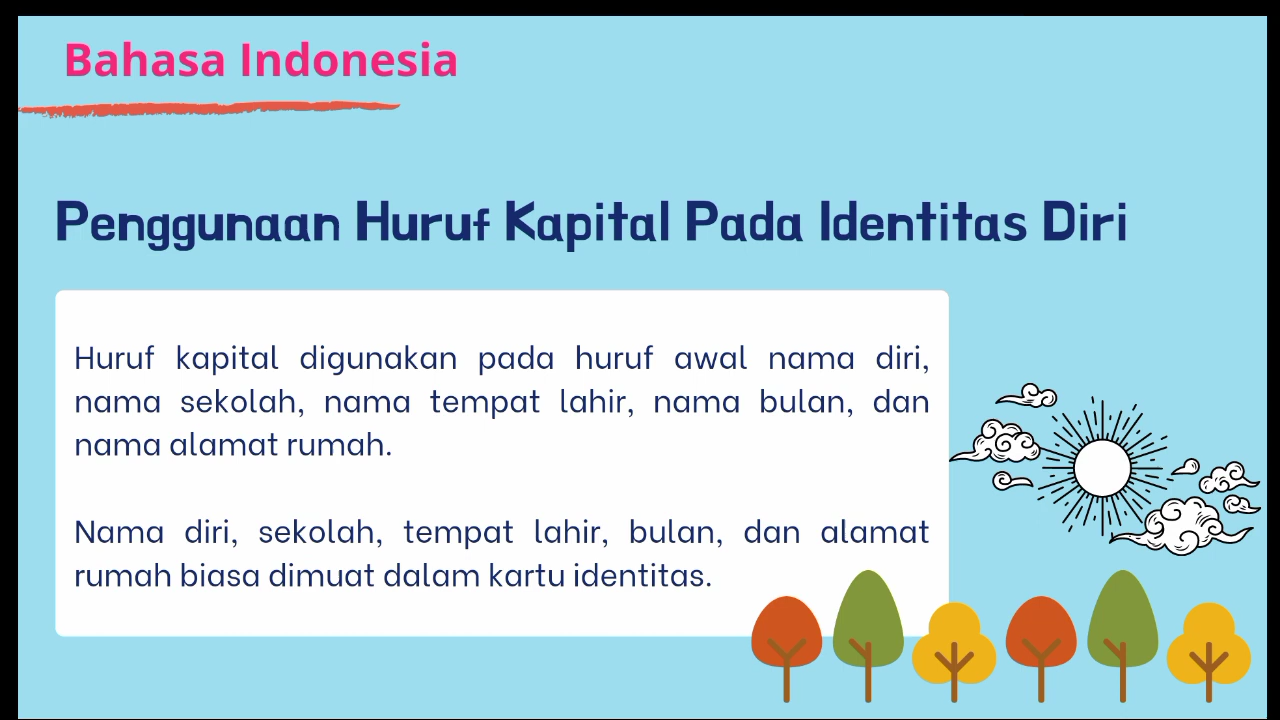 Bahasa Indonesia
Penggunaan Huruf Kapital Pada Identitas Diri
Huruf kapital digunakan pada huruf awal nama diri,
nama sekolah, nama tempat lahir, nama bulan, dan
nama alamat rumah.
Nama diri, sekolah, tempat lahir, bulan, dan alamat
rumah biasa dimuat dalam kartu identitas.